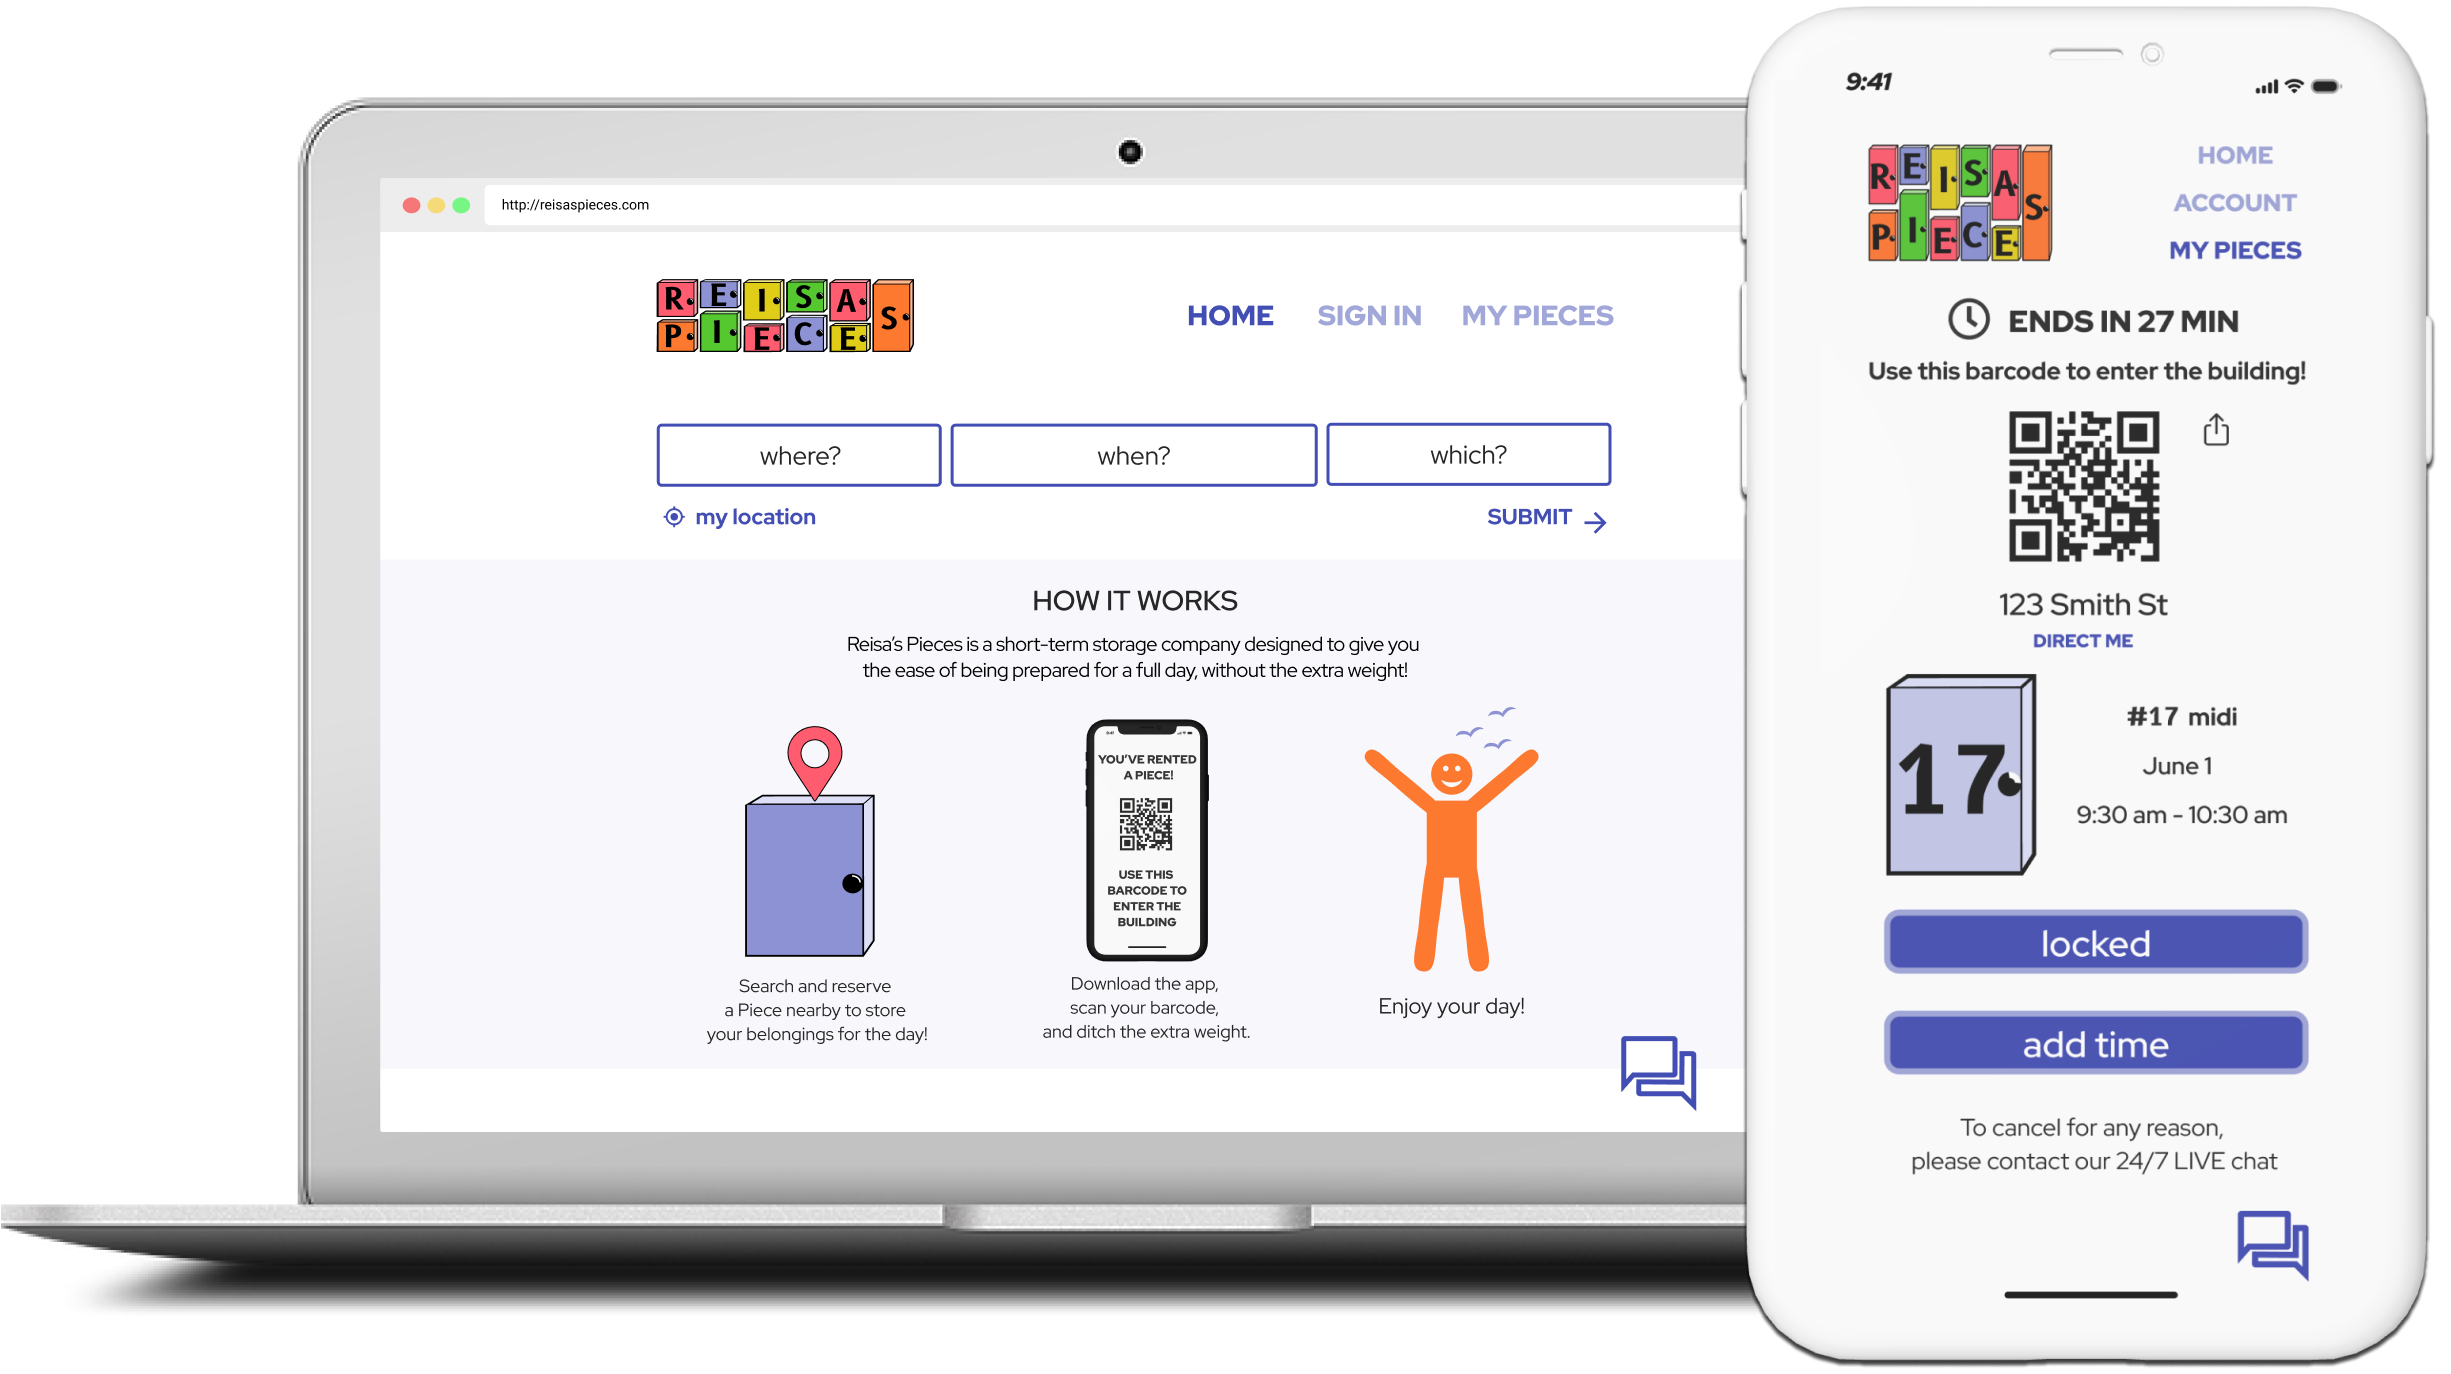 http://reisaspieces.com
REISAS
PIECE
HOME SIGN IN MY PIECES
where? when? which?
my location SUBMIT
HOW IT WORKS
Reisa's Pieces is a short-term storage company designed to give you
the ease of being prepared for a full day, without the extra weight!
YOU'VE RENTED
A PIECE!
USE THIS
BARCODE TO
ENTER THE
BUILDING
Search and reserve
a Piece nearby to store
your belongings for the day!
Download the app,
scan your barcode,
and ditch the extra weight.
Enjoy your day!
9:41
REISAS
PIECE
HOME
ACCOUNT
MY PIECES
ENDS IN 27 MIN
Use this barcode to enter the building!
123 Smith St
DIRECT ME
17
#17 midi
June 1
9:30 am - 10:30 am
locked
add time
To cancel for any reason,
please contact our 24/7 LIVE chat